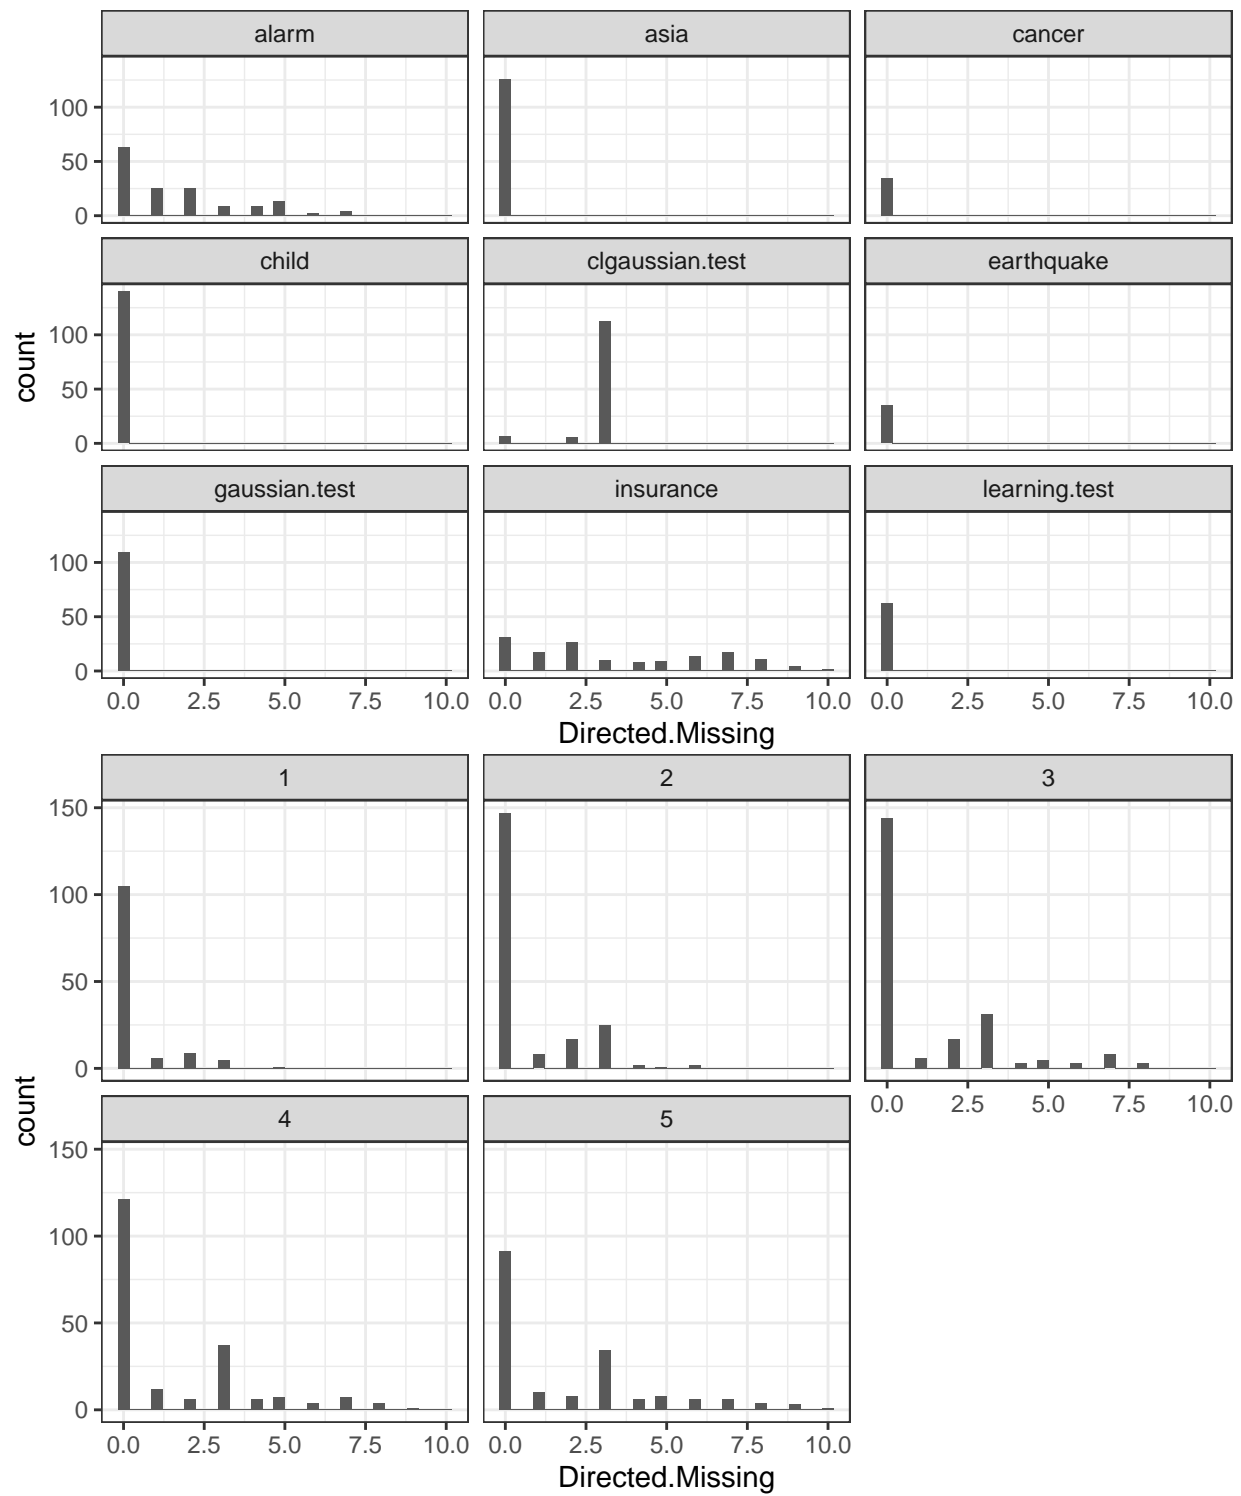 alarm asia cancer
100
50
0
child clgaussian.test earthquake
100
50
0
count
gaussian.test insurance learning.test
100
50
0
0.0 2.5 5.0 7.5 10.0 0.0 2.5 5.0 7.5 10.0 0.0 2.5 5.0 7.5 10.0
Directed.Missing
1 2 3
150
100
50
0
0.0 2.5 5.0 7.5 10.0
count
4 5
150
100
50
0
0.0 2.5 5.0 7.5 10.0 0.0 2.5 5.0 7.5 10.0
Directed.Missing